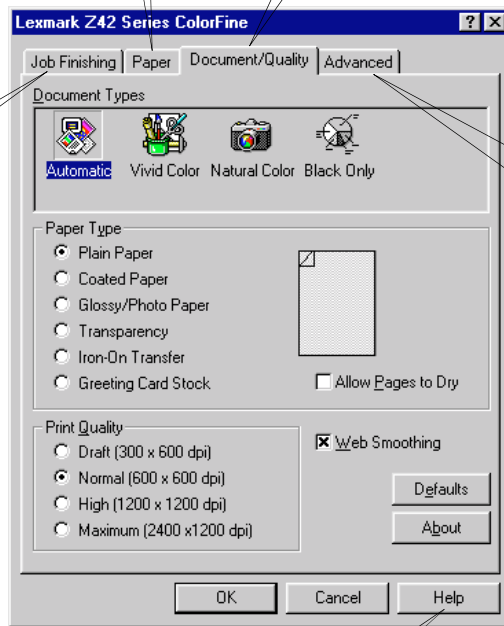 Lexmark Z42 Series ColorFine
Job Finishing Paper Document/Quality Advanced
Document Types
Automatic Vivid Color Natural Color Black Only
Paper Type
Plain Paper
Coated Paper
Glossy/Photo Paper
Transparency
Iron-On Transfer
Greeting Card Stock
Allow Pages to Dry
Print Quality
Draft (300 x 600 dpi)
Normal (600 x 600 dpi)
High (1200 x 1200 dpi)
Maximum (2400 x1200 dpi)
Web Smoothing
Defaults
About
OK Cancel Help